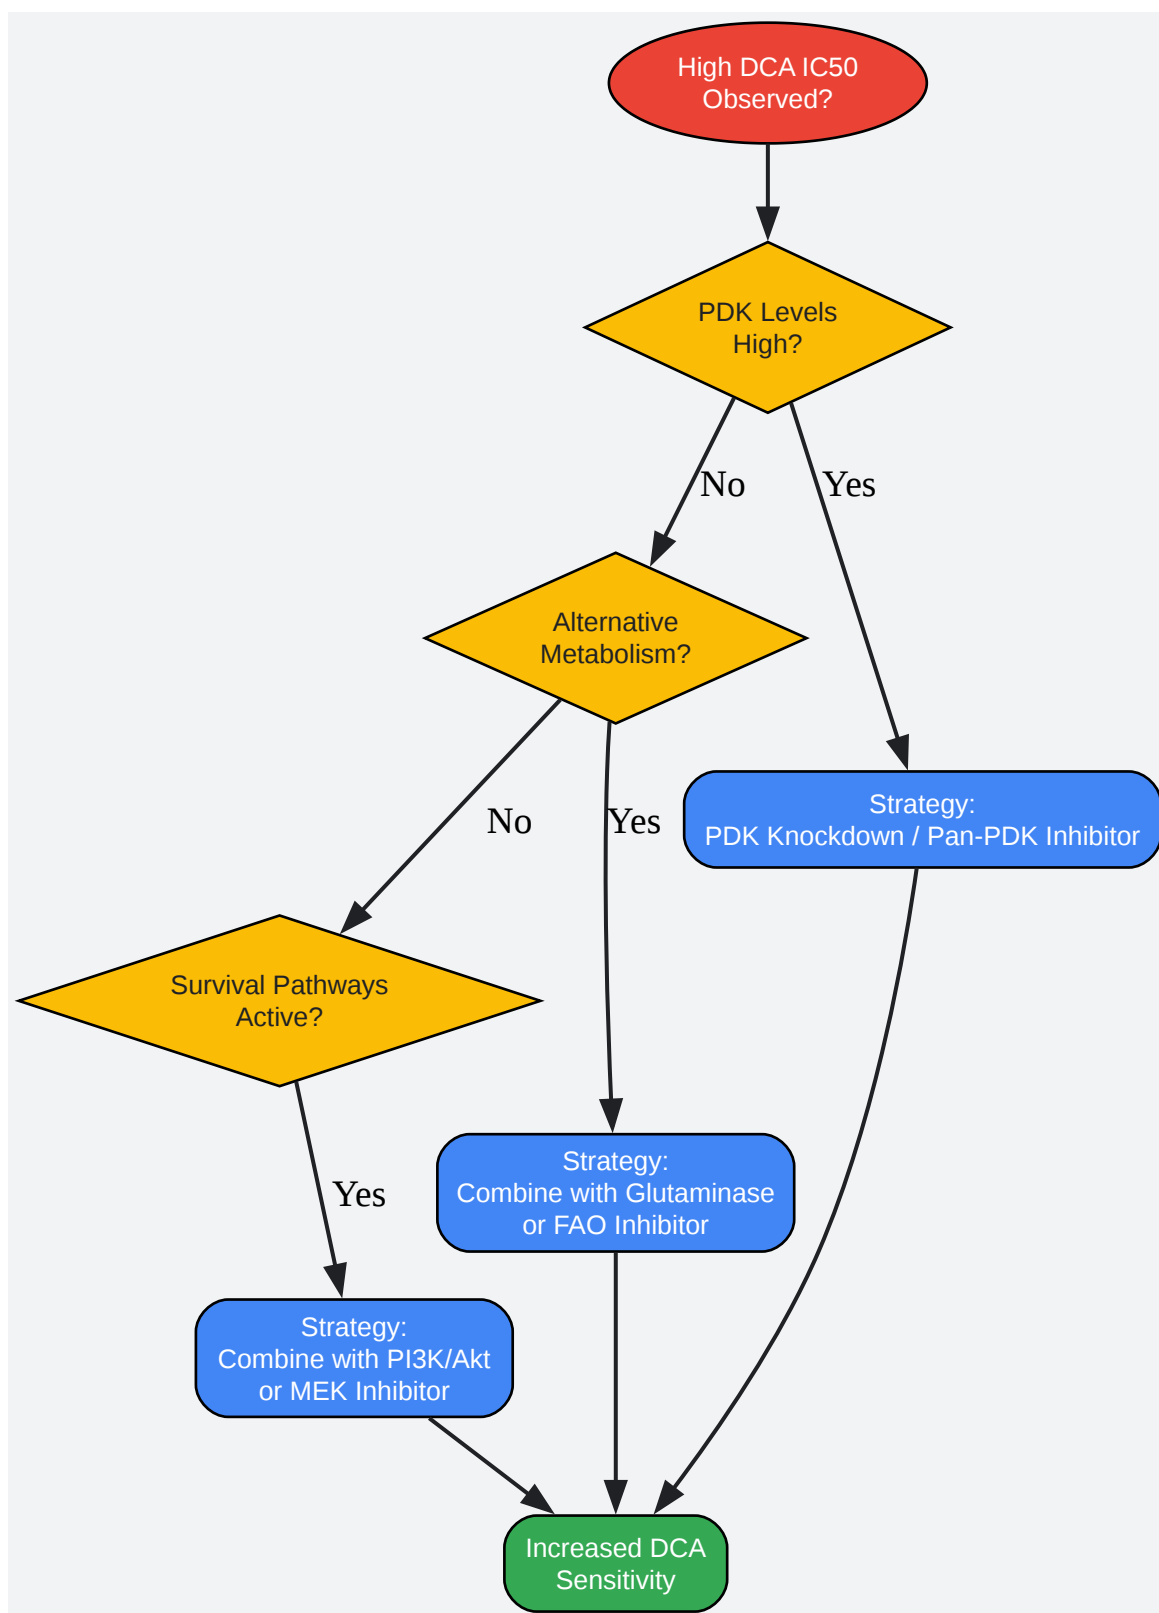 High DCA IC50
Observed?
PDK Levels
High?
No
Yes
Alternative
Metabolism?
No
Yes
Strategy:
PDK Knockdown / Pan-PDK Inhibitor
Survival Pathways
Active?
Yes
Strategy:
Combine with Glutaminase
or FAO Inhibitor
Strategy:
Combine with PI3K/Akt
or MEK Inhibitor
Increased DCA
Sensitivity